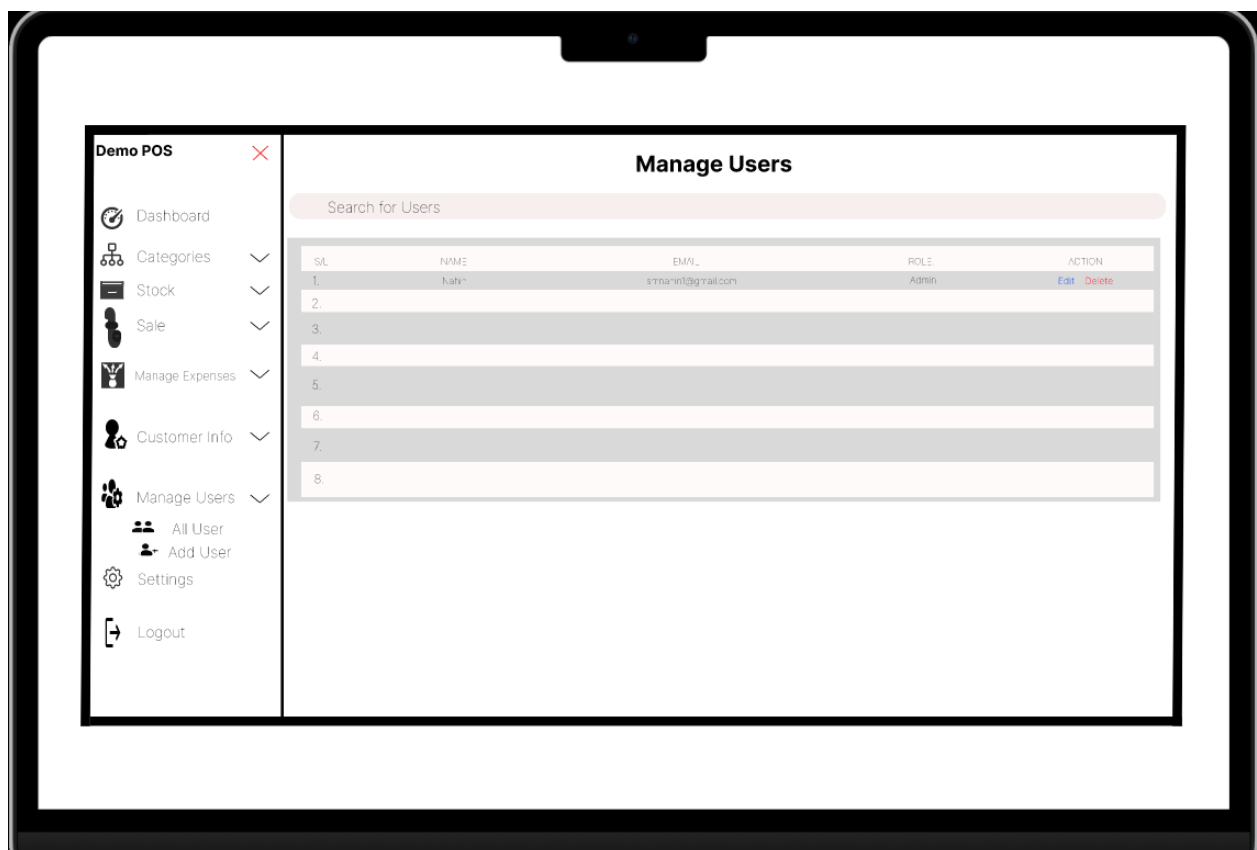 Demo POS
Dashboard
Categories
Stock
Sale
Manage Expenses
Customer Info
Manage Users
All User
Add User
Settings
Logout
Manage Users
Search for Users
S/L NAME EMAIL ROLE ACTION
1. Admin Edit Delete
2.
3.
4.
5.
6.
7.
8.